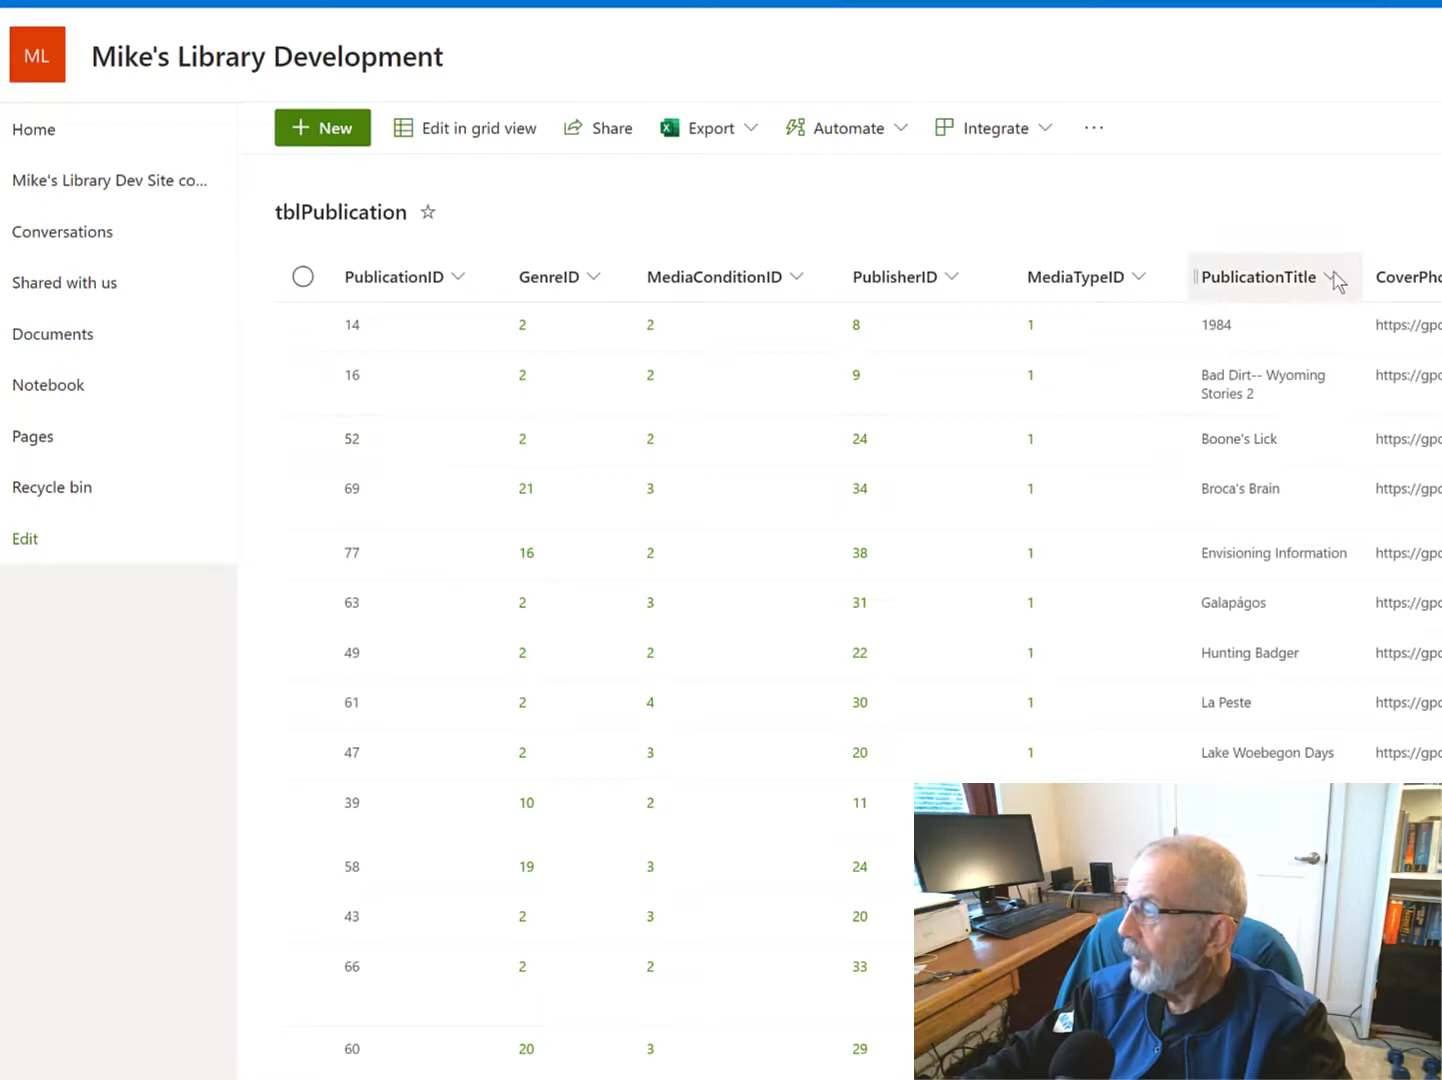 ML
Mike's Library Development
Home
Mike's Library Dev Site co...
Conversations
Shared with us
Documents
Notebook
Pages
Recycle bin
Edit
New Edit in grid view Share Export Automate Integrate ...
tblPublication
PublicationID GenreID MediaConditionID PublisherID MediaTypeID PublicationTitle CoverPho
14 2 2 8 1 1984 https://gpc
16 2 2 9 1 Bad Dirt-- Wyoming https://gpc
Stories 2
52 2 2 24 1 Boone's Lick https://gpc
69 21 3 34 1 Broca's Brain https://gpc
77 16 2 38 1 Envisioning Information https://gpc
63 2 3 31 1 Galapágos https://gpc
49 2 2 22 1 Hunting Badger https://gpc
61 2 4 30 1 La Peste https://gpc
47 2 3 20 1 Lake Woebegon Days https://gpc
39 10 2 11
58 19 3 24
43 2 3 20
66 2 2 33
60 20 3 29